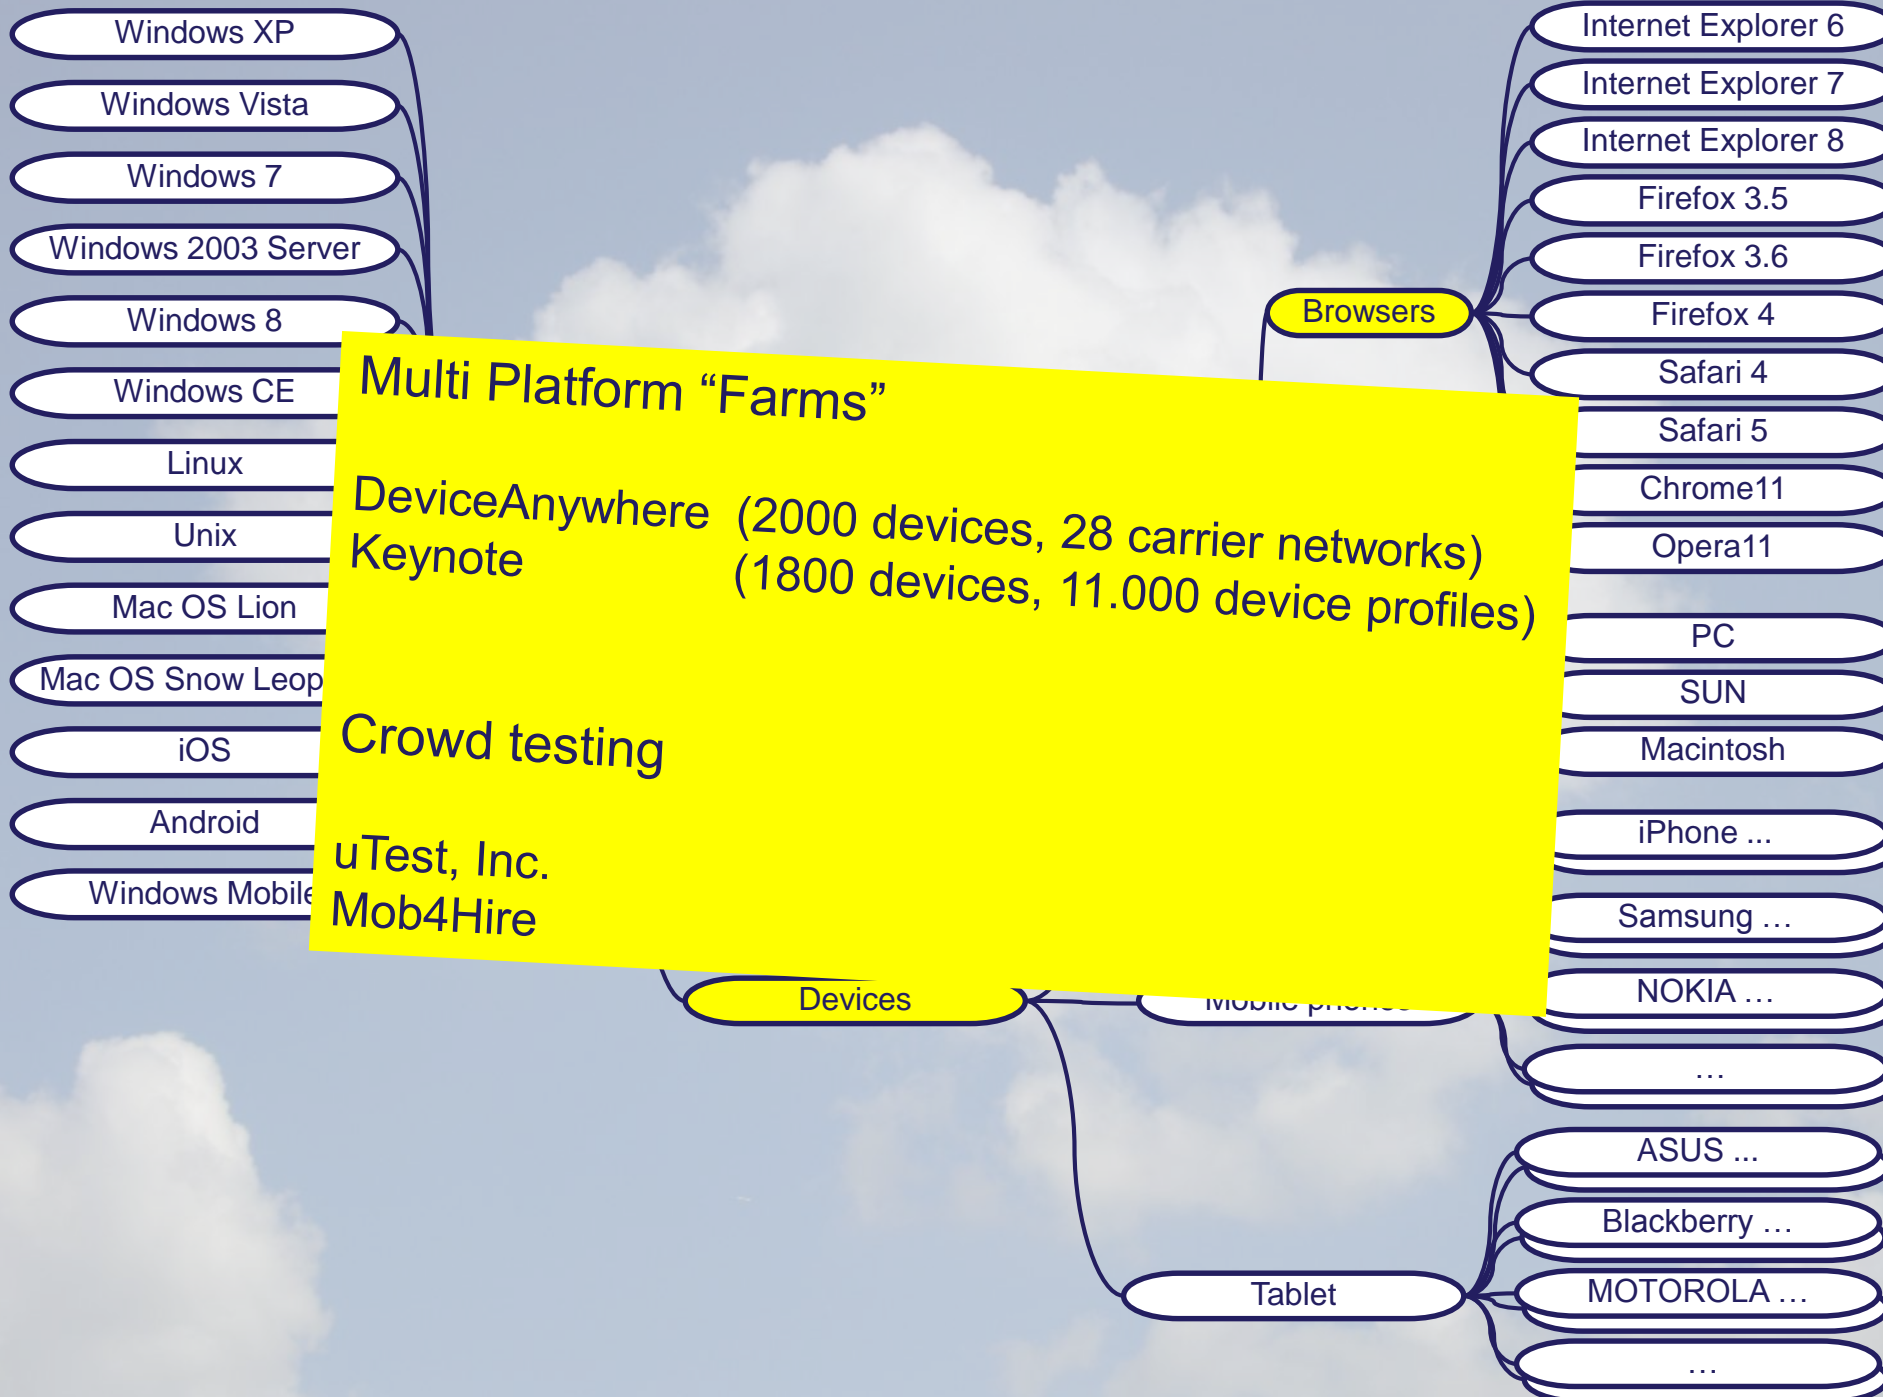 Windows XP
Windows Vista
Windows 7
Windows 2003 Server
Windows 8
Windows CE
Linux
Unix
Mac OS Lion
Mac OS Snow
iOS
Android
Windows Mobile
Multi Platform “Farms”
DeviceAnywhere (2000 devices, 28 carrier networks)
Keynote (1800 devices, 11.000 device profiles)
Crowd testing
uTest, Inc.
Mob4Hire
Devices
Mobile phones
Tablet
Browsers
Internet Explorer 6
Internet Explorer 7
Internet Explorer 8
Firefox 3.5
Firefox 3.6
Firefox 4
Safari 4
Safari 5
Chrome11
Opera11
PC
SUN
Macintosh
iPhone ...
Samsung …
NOKIA …
…
ASUS ...
Blackberry …
MOTOROLA …
…